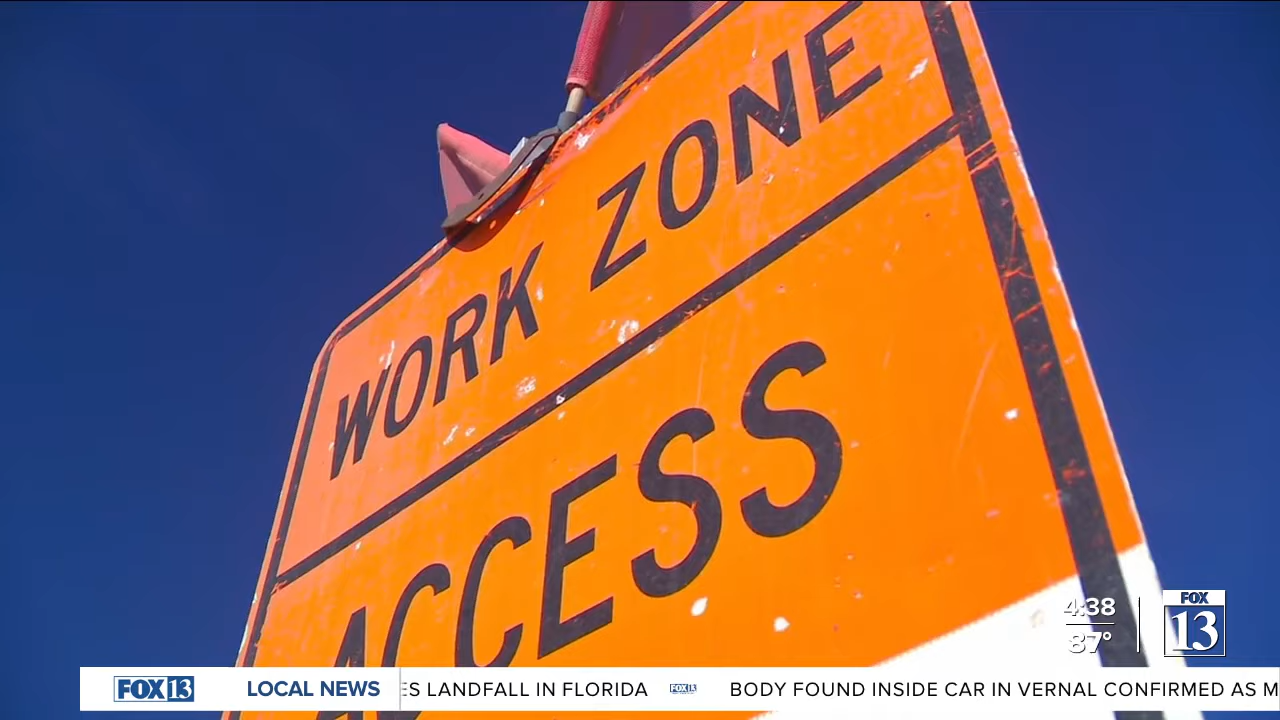 WORK ZONE
ACCESS
4:38
87°
FOX
13
FOX 13
LOCAL NEWS
ES LANDFALL IN FLORIDA
FOX 13
BODY FOUND INSIDE CAR IN VERNAL CONFIRMED AS M